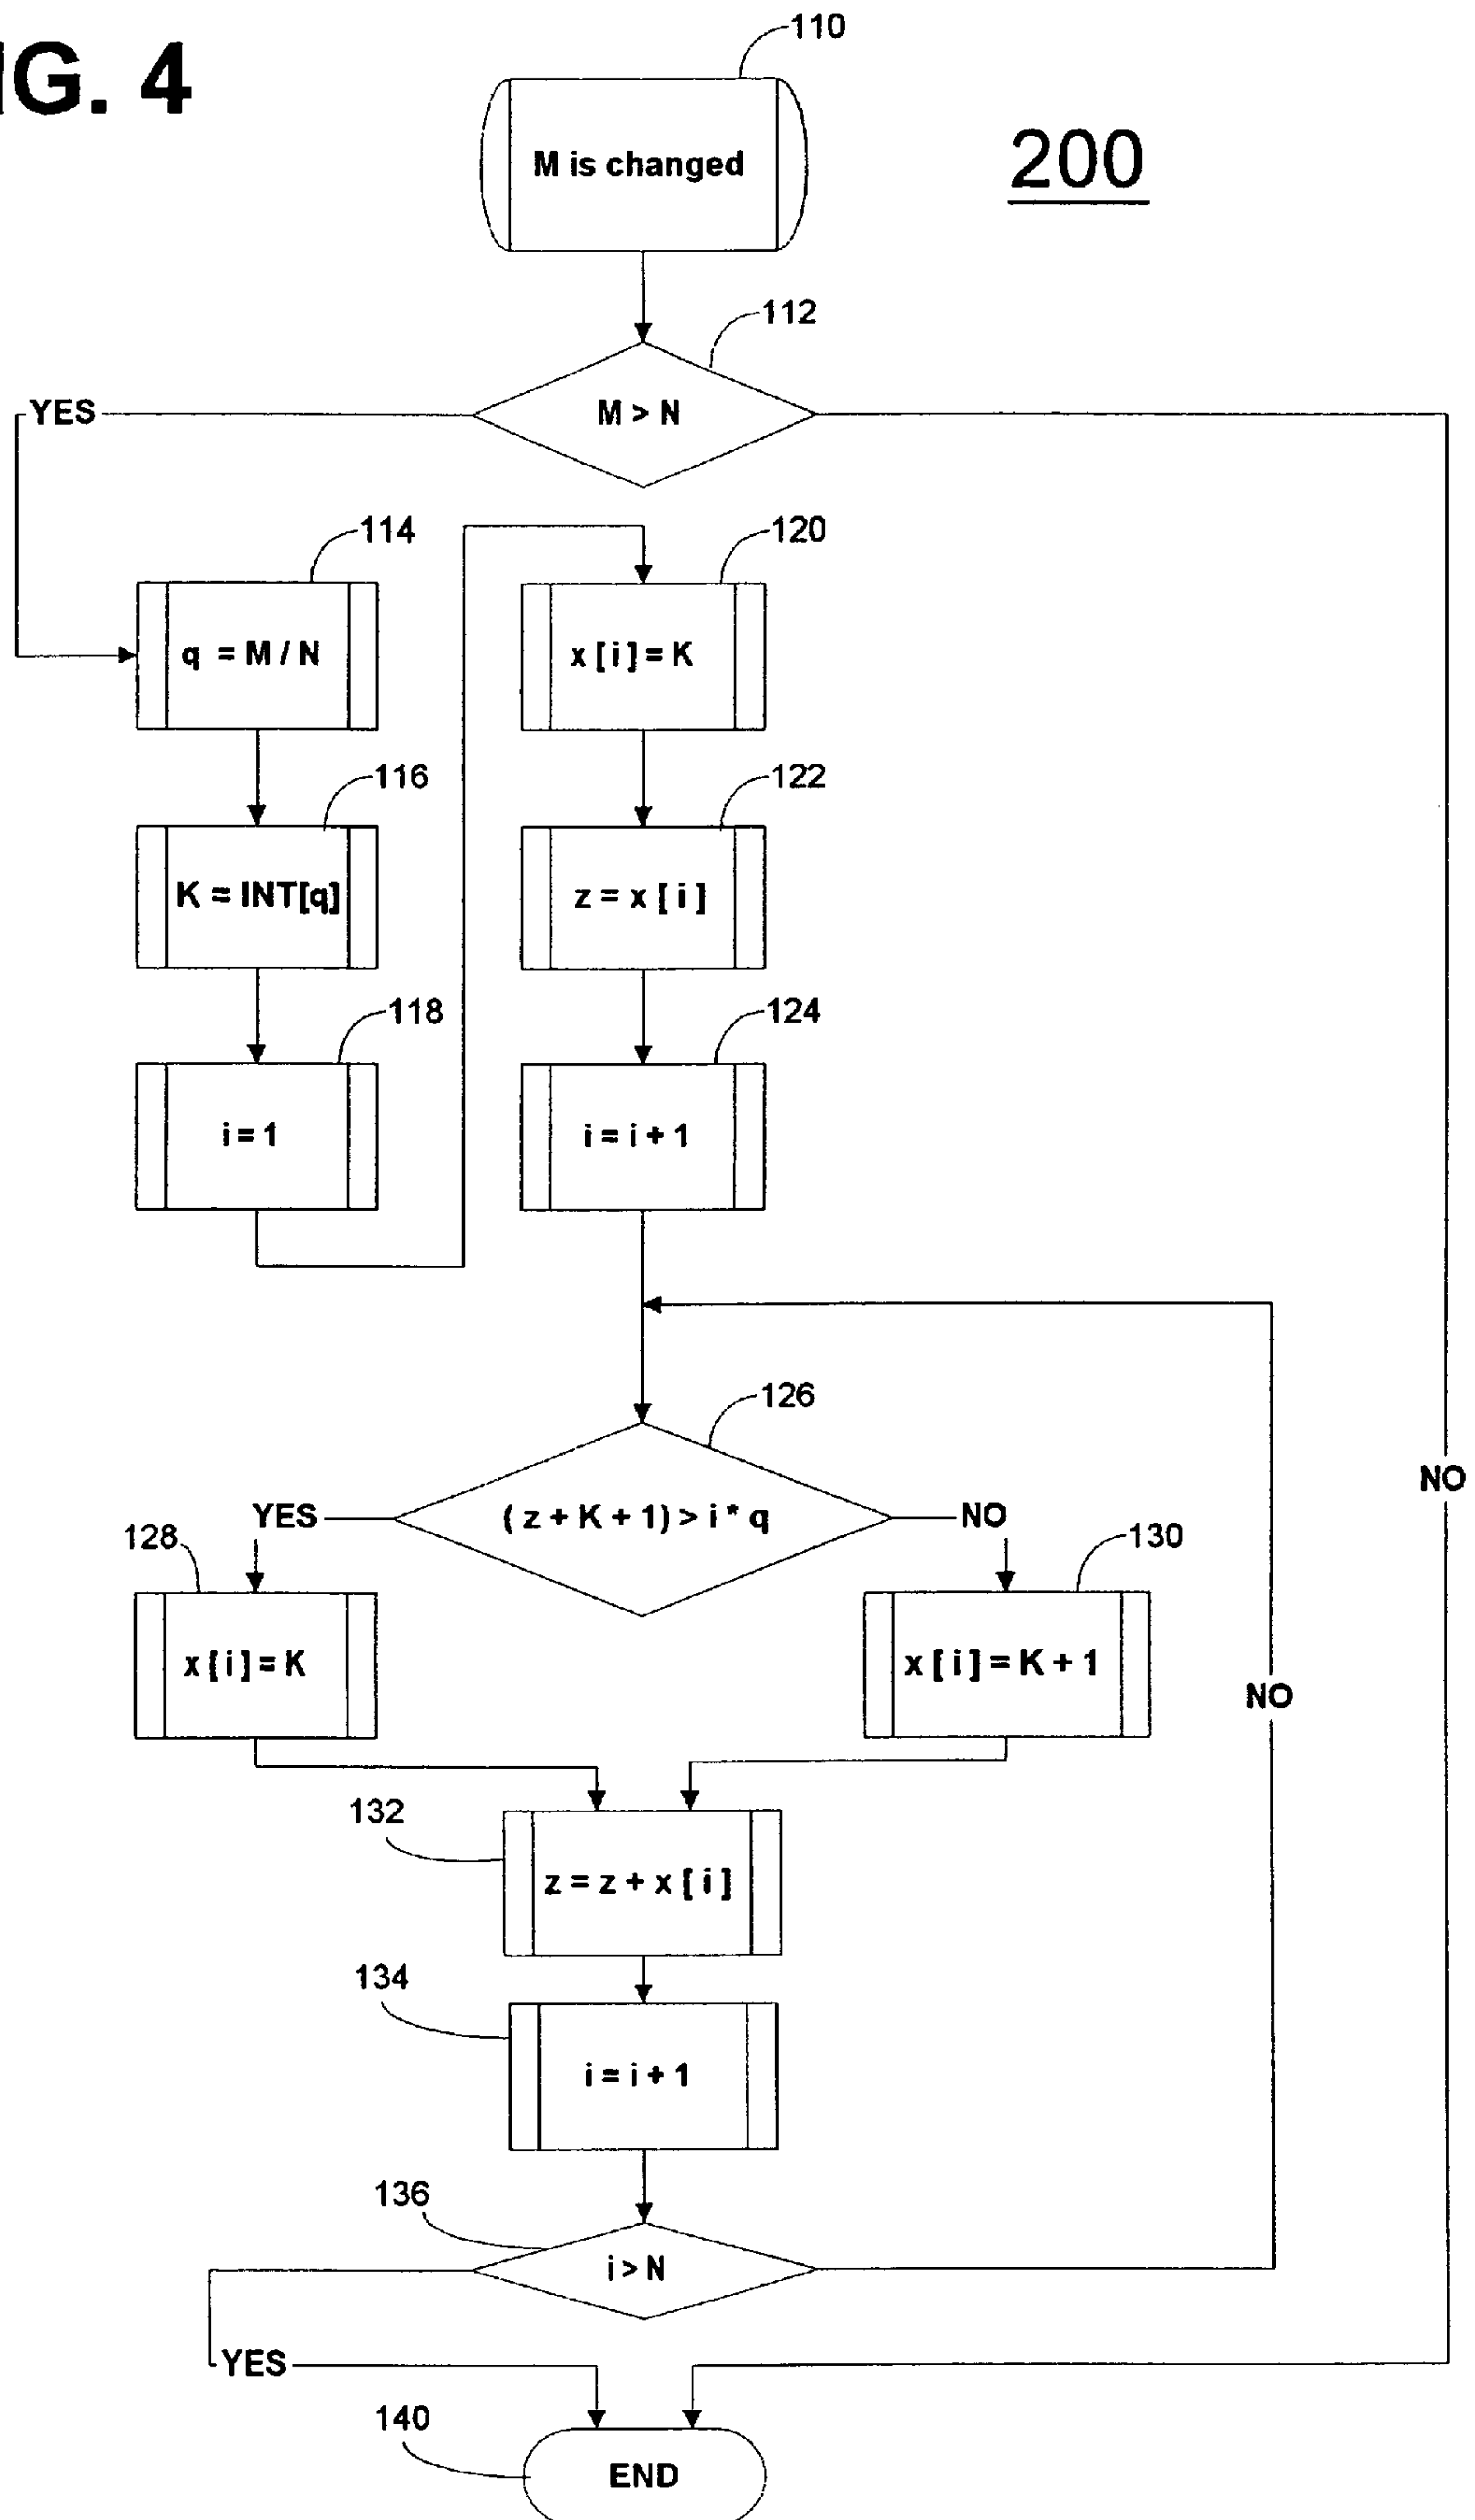 G. 4
110
M is changed
200
112
YES
M > N
114
120
q = M / N
x [ i ] = K
116
122
K = INT[q]
z = x [ i ]
118
124
i = 1
i = i + 1
126
NO
YES
( z + K + 1) > i * q
NO
128
130
x [ i ] = K
x [ i ] = K + 1
NO
132
z = z + x [ i ]
134
i = i + 1
136
i > N
YES
140
END